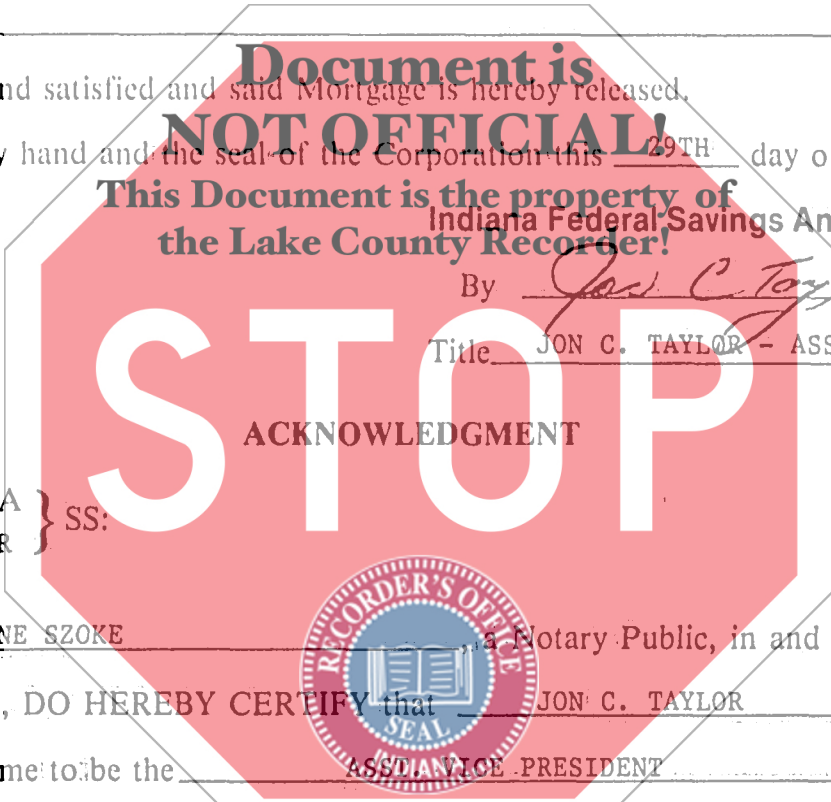 Document is
nd satisfied and said Mortgage is hereby released.
NOT OFFICIAL!
hand and the seal of the Corporation this 29TH day o
This Document is the property of
Indiana Federal Savings An
the Lake County Recorder!
By Jon C. Tay
Title JON C. TAYLOR - ASS
STOP
ACKNOWLEDGMENT
A
R } SS:
RECORDER'S OFFICE
NE SZOKE , a Notary Public, in and
, DO HEREBY CERTIFY that JON C. TAYLOR
SEAL
INDIANA
me to be the ASST. VICE PRESIDENT